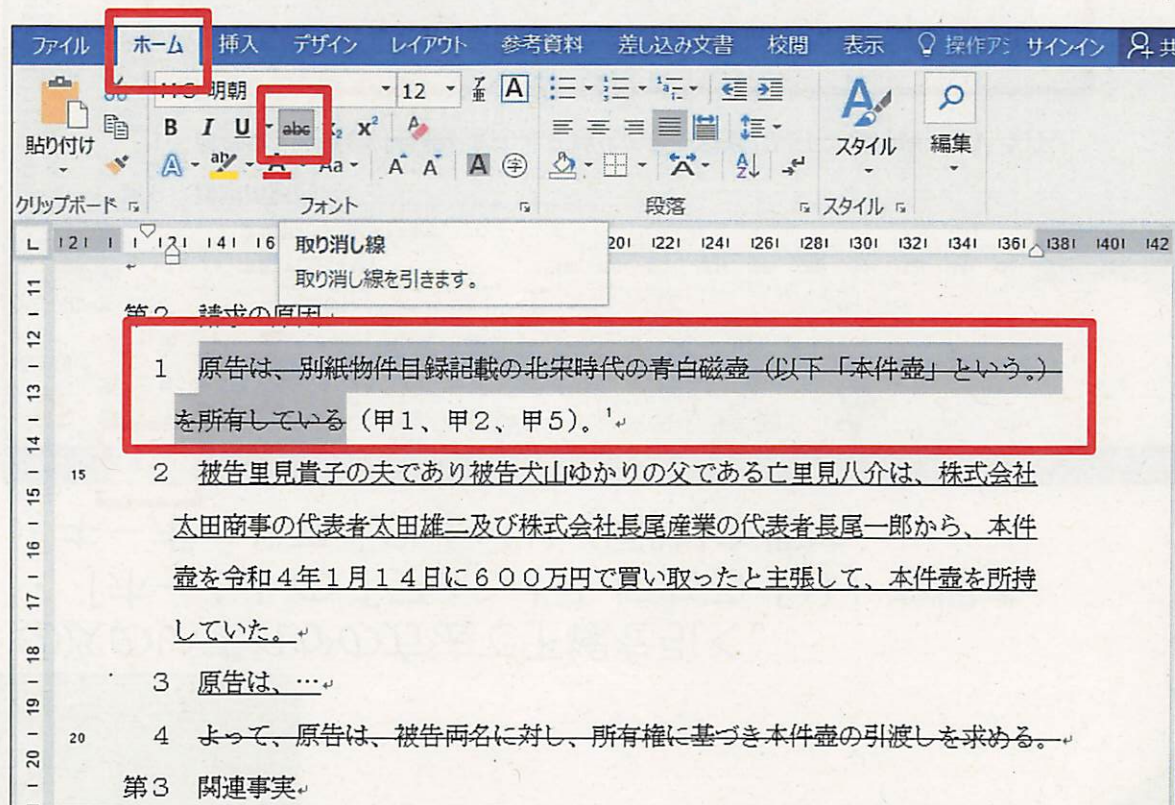 ファイル ホーム 挿入 デザイン レイアウト 参考資料 差し込み文書 校閲 表示 操作アシ サインイン
明朝 12
貼り付け B I U abc x² スタイル 編集
A aby A Aa A A A 字
クリップボード フォント 段落 スタイル
取り消し線
取り消し線を引きます。
第2 請求の原因
1 原告は、別紙物件目録記載の北宋時代の青白磁壺(以下「本件壺」という。)
を所有している(甲1、甲2、甲5)。¹
15 2 被告里見貴子の夫であり被告犬山ゆかりの父である亡里見八介は、株式会社
太田商事の代表者太田雄二及び株式会社長尾産業の代表者長尾一郎から、本件
壺を令和4年1月14日に600万円で買い取ったと主張して、本件壺を所持
していた。
3 原告は、…
20 4 よって、原告は、被告両名に対し、所有権に基づき本件壺の引渡しを求める。
第3 関連事実